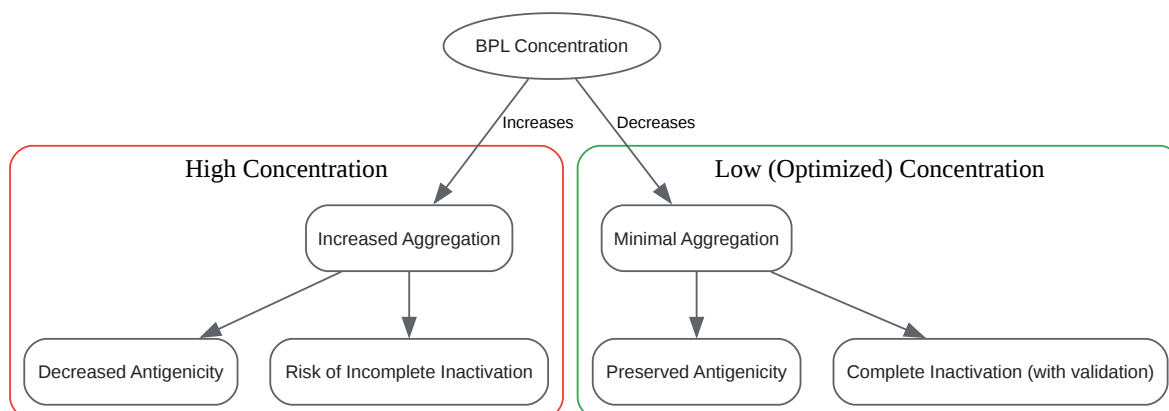 BPL Concentration
Increases
Decreases
High Concentration
Low (Optimized) Concentration
Increased Aggregation
Minimal Aggregation
Decreased Antigenicity
Risk of Incomplete Inactivation
Preserved Antigenicity
Complete Inactivation (with validation)